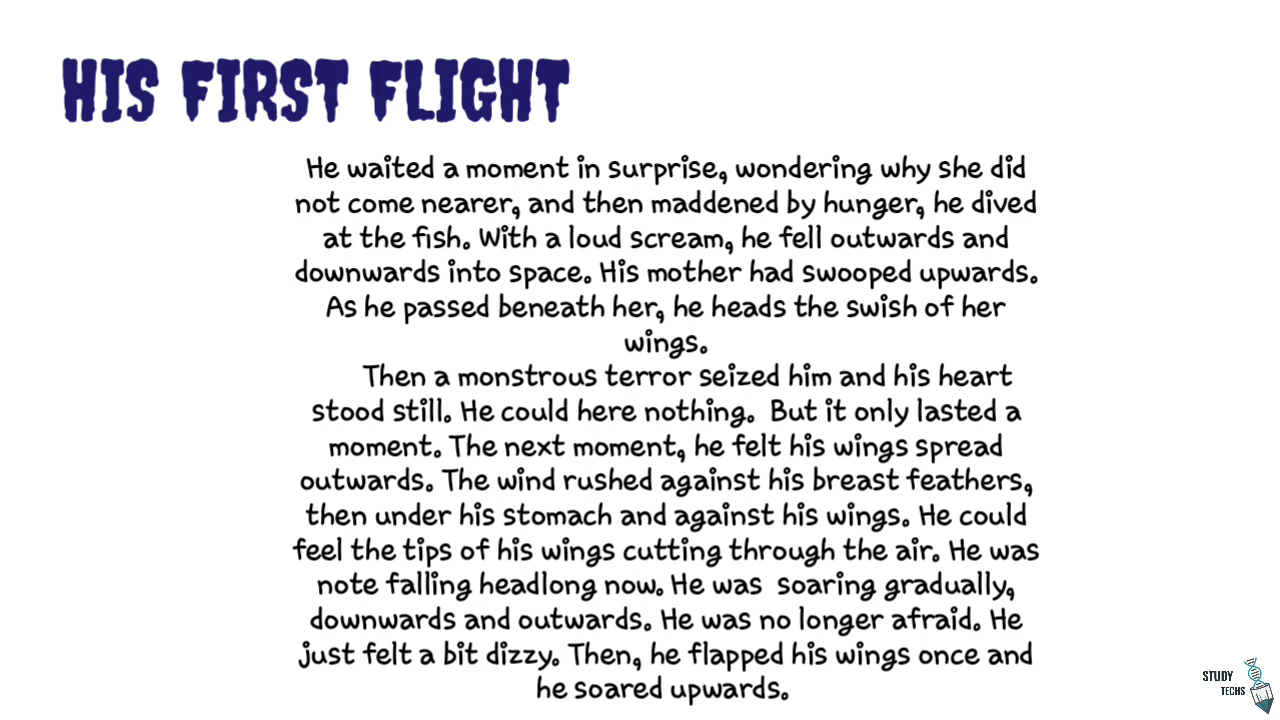 HIS FIRST FLIGHT
He waited a moment in surprise, wondering why she did
not come nearer, and then maddened by hunger, he dived
at the fish. With a loud scream, he fell outwards and
downwards into space. His mother had swooped upwards.
As he passed beneath her, he heads the swish of her
wings.
Then a monstrous terror seized him and his heart
stood still. He could here nothing. But it only lasted a
moment. The next moment, he felt his wings spread
outwards. The wind rushed against his breast feathers,
then under his stomach and against his wings. He could
feel the tips of his wings cutting through the air. He was
note falling headlong now. He was soaring gradually,
downwards and outwards. He was no longer afraid. He
just felt a bit dizzy. Then, he flapped his wings once and
he soared upwards.
STUDY
TECHS